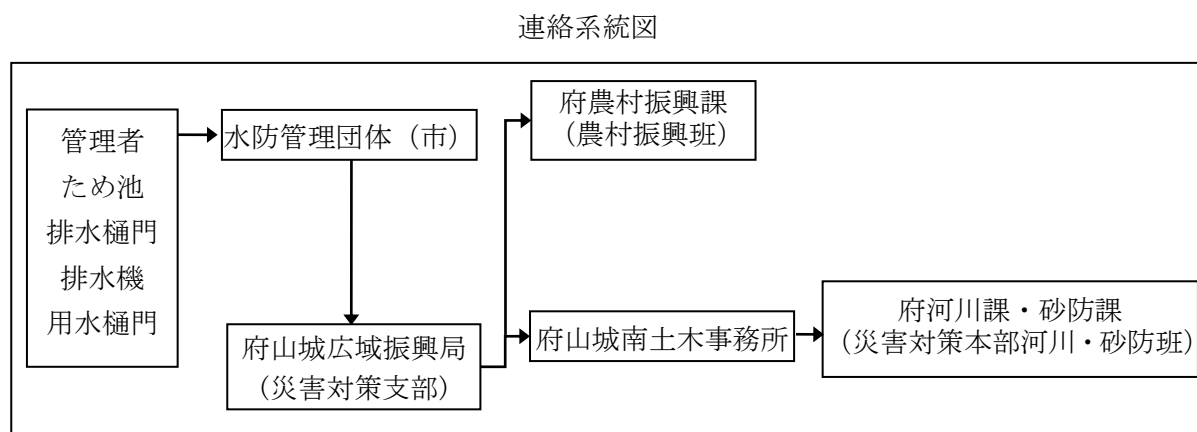 連絡系統図
管理者
ため池
排水樋門
排水機
用水樋門
水防管理団体（市）
府山城広域振興局
（災害対策支部）
府農村振興課
（農村振興班）
府山城南土木事務所
府河川課・砂防課
（災害対策本部河川・砂防班）